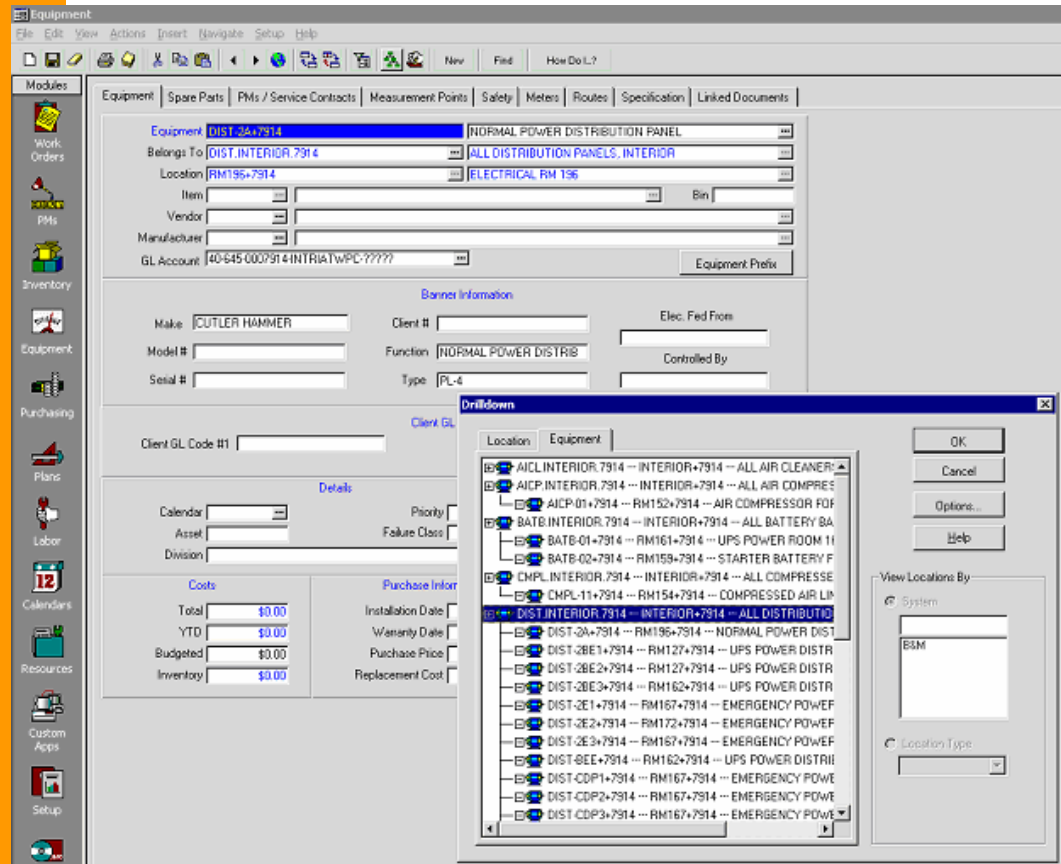 Equipment
File Edit View Actions Insert Navigate Setup Help
New Find How Do I..?
Modules
Work Orders
PMs
Inventory
Equipment
Purchasing
Plans
Labor
12
Calendars
Resources
Custom Apps
Setup
Equipment Spare Parts PMs / Service Contracts Measurement Points Safety Meters Routes Specification Linked Documents
Equipment DIST-2A+7914 NORMAL POWER DISTRIBUTION PANEL
Belongs To DIST.INTERIOR.7914 ALL DISTRIBUTION PANELS, INTERIOR
Location RM196+7914 ELECTRICAL RM 196
Item Bin
Vendor
Manufacturer
GL Account 40-645-0007914-INTRIATWPC-?????
Equipment Prefix
Banner Information
Make CUTLER HAMMER Client # Elec. Fed From
Model # Function NORMAL POWER DISTRIB Controlled By
Serial # Type PL-4
Client GL
Client GL Code #1
Details
Calendar Priority
Asset Failure Class
Division
Costs Purchase Infor
Total $0.00 Installation Date
YTD $0.00 Warranty Date
Budgeted $0.00 Purchase Price
Inventory $0.00 Replacement Cost
Drilldown
Location Equipment
AICL.INTERIOR.7914 -- INTERIOR+7914 -- ALL AIR CLEANER
AICP.INTERIOR.7914 -- INTERIOR+7914 -- ALL AIR COMPRES
AICP-01+7914 -- RM152+7914 -- AIR COMPRESSOR FOR
BATB.INTERIOR.7914 -- INTERIOR+7914 -- ALL BATTERY BA
BATB-01+7914 -- RM161+7914 -- UPS POWER ROOM 1
BATB-02+7914 -- RM159+7914 -- STARTER BATTERY F
CMPL.INTERIOR.7914 -- INTERIOR+7914 -- ALL COMPRESSE
CMPL-11+7914 -- RM154+7914 -- COMPRESSED AIR LIN
DIST.INTERIOR.7914 -- INTERIOR+7914 -- ALL DISTRIBUTIO
DIST-2A+7914 -- RM196+7914 -- NORMAL POWER DIST
DIST-2BE1+7914 -- RM127+7914 -- UPS POWER DISTR
DIST-2BE2+7914 -- RM127+7914 -- UPS POWER DISTR
DIST-2BE3+7914 -- RM162+7914 -- UPS POWER DISTR
DIST-2E1+7914 -- RM167+7914 -- EMERGENCY POWER
DIST-2E2+7914 -- RM172+7914 -- EMERGENCY POWER
DIST-2E3+7914 -- RM167+7914 -- EMERGENCY POWER
DIST-BEE+7914 -- RM162+7914 -- UPS POWER DISTRIB
DIST-CDP1+7914 -- RM167+7914 -- EMERGENCY POWE
DIST-CDP2+7914 -- RM167+7914 -- EMERGENCY POWE
DIST-CDP3+7914 -- RM167+7914 -- EMERGENCY POWE
OK
Cancel
Options...
Help
View Locations By
System
B&M
Location Type